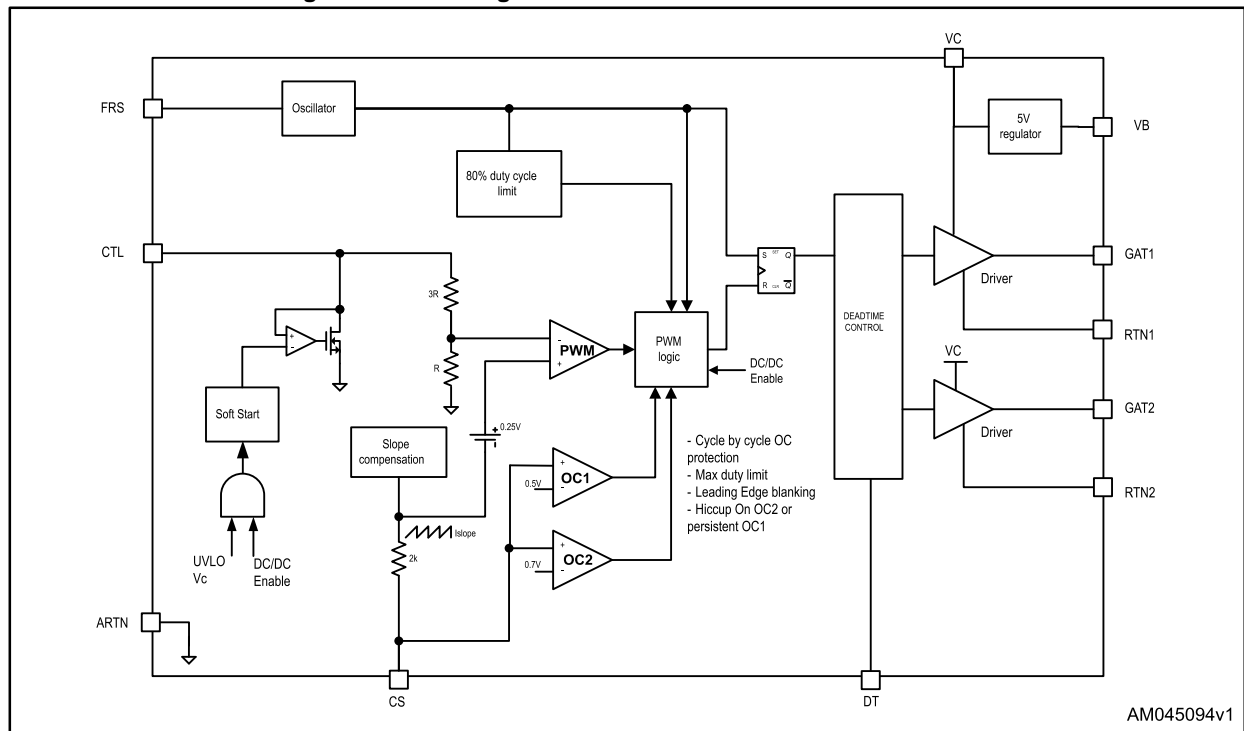 VC
FRS
Oscillator
5V
regulator
VB
80% duty cycle
limit
CTL
S SET Q
R CLR Q
GAT1
Driver
3R
DEADTIME
CONTROL
+
-
-
PWM
+
PWM
logic
RTN1
R
DC/DC
Enable
VC
Soft Start
GAT2
0.25V
+
-
Driver
Slope
compensation
- Cycle by cycle OC
protection
- Max duty limit
- Leading Edge blanking
- Hiccup On OC2 or
persistent OC1
+
OC1
0.5V
-
RTN2
Islope
2k
+
OC2
0.7V
-
UVLO
Vc
DC/DC
Enable
ARTN
CS
DT
AM045094v1